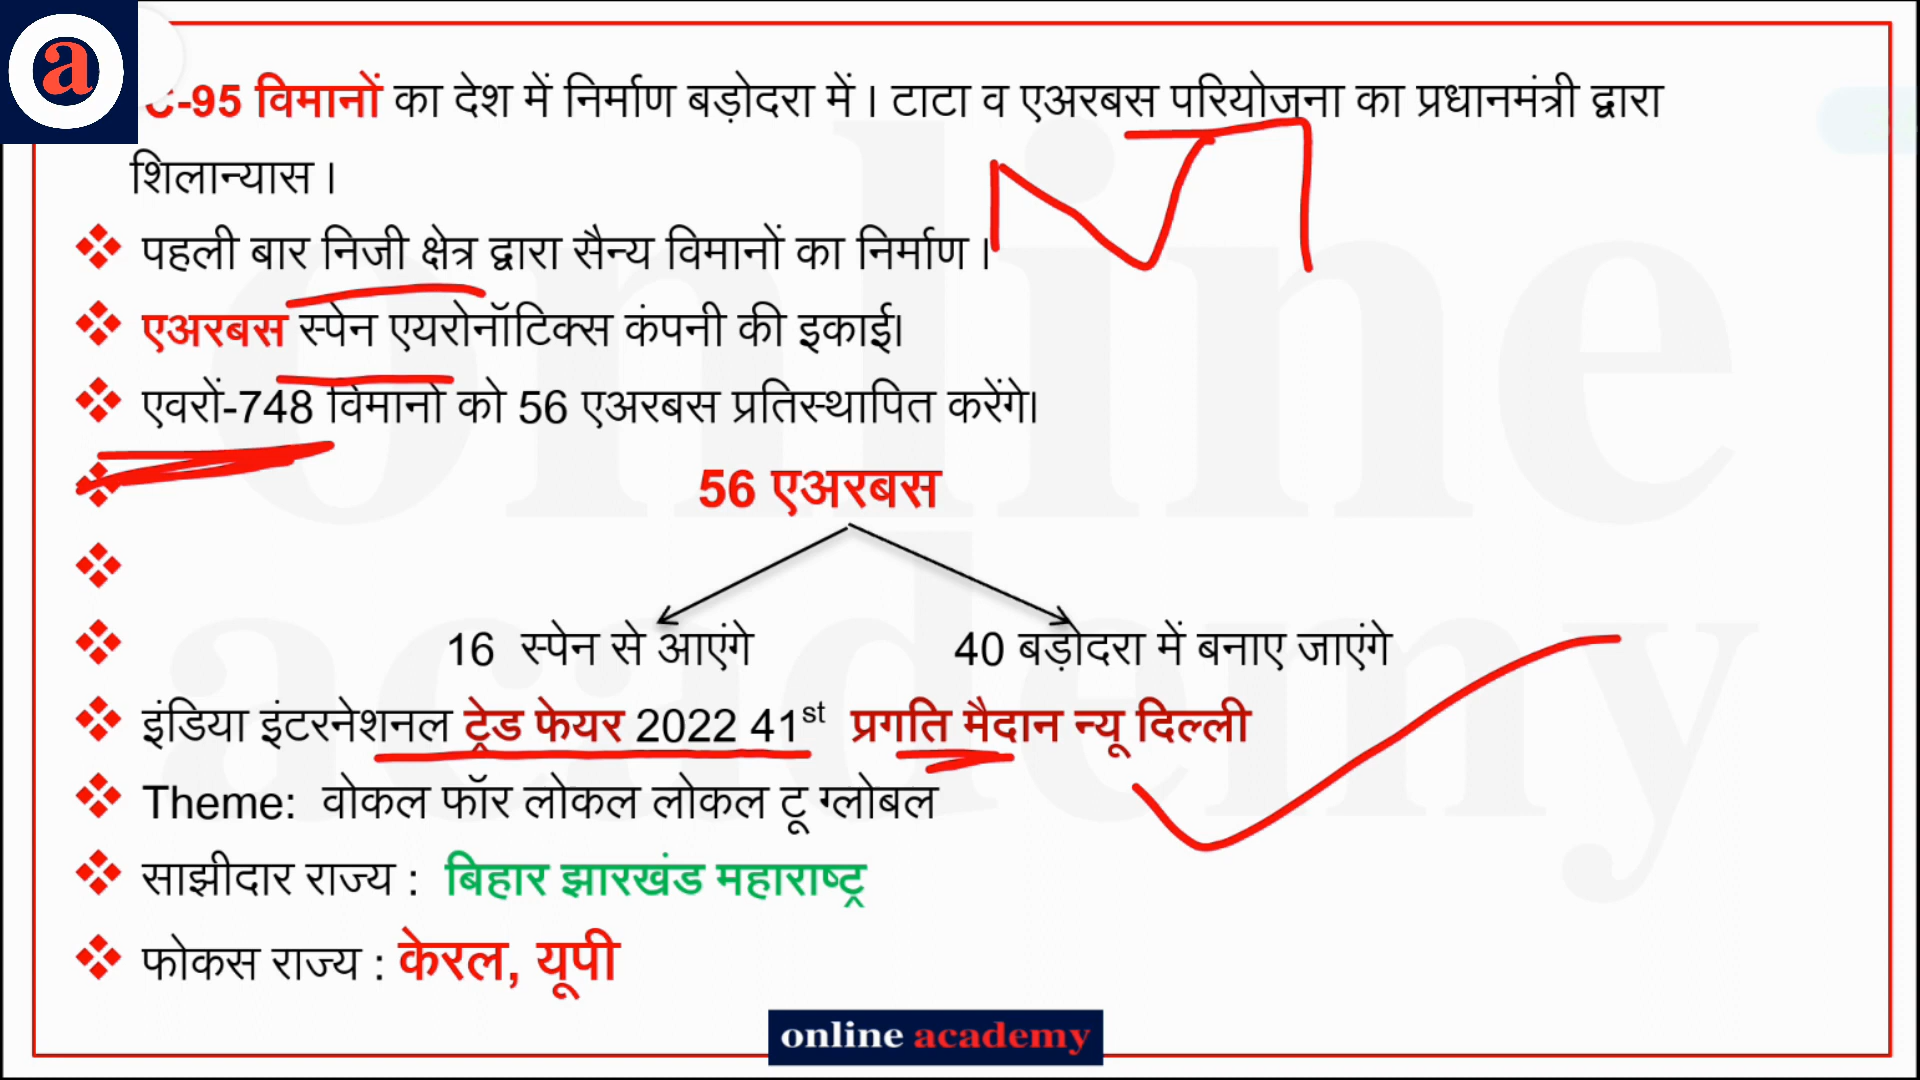 a
C-95 विमानों का देश में निर्माण बड़ोदरा में । टाटा व एअरबस परियोजना का प्रधानमंत्री द्वारा
शिलान्यास ।
पहली बार निजी क्षेत्र द्वारा सैन्य विमानों का निर्माण ।
एअरबस स्पेन एयरोनॉटिक्स कंपनी की इकाई।
एवरों-748 विमानों को 56 एअरबस प्रतिस्थापित करेंगे।
56 एअरबस
16 स्पेन से आएंगे 40 बड़ोदरा में बनाए जाएंगे
इंडिया इंटरनेशनल ट्रेड फेयर 2022 41st प्रगति मैदान न्यू दिल्ली
Theme: वोकल फॉर लोकल लोकल टू ग्लोबल
साझीदार राज्य : बिहार झारखंड महाराष्ट्र
फोकस राज्य : केरल, यूपी
online academy
online
academy